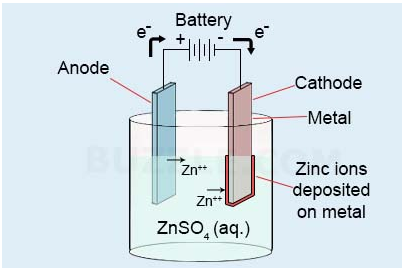 Battery
e⁻ + - e⁻
Anode
Cathode
Metal
Zn⁺⁺
Zn⁺⁺
Zinc ions
deposited
on metal
ZnSO₄ (aq.)